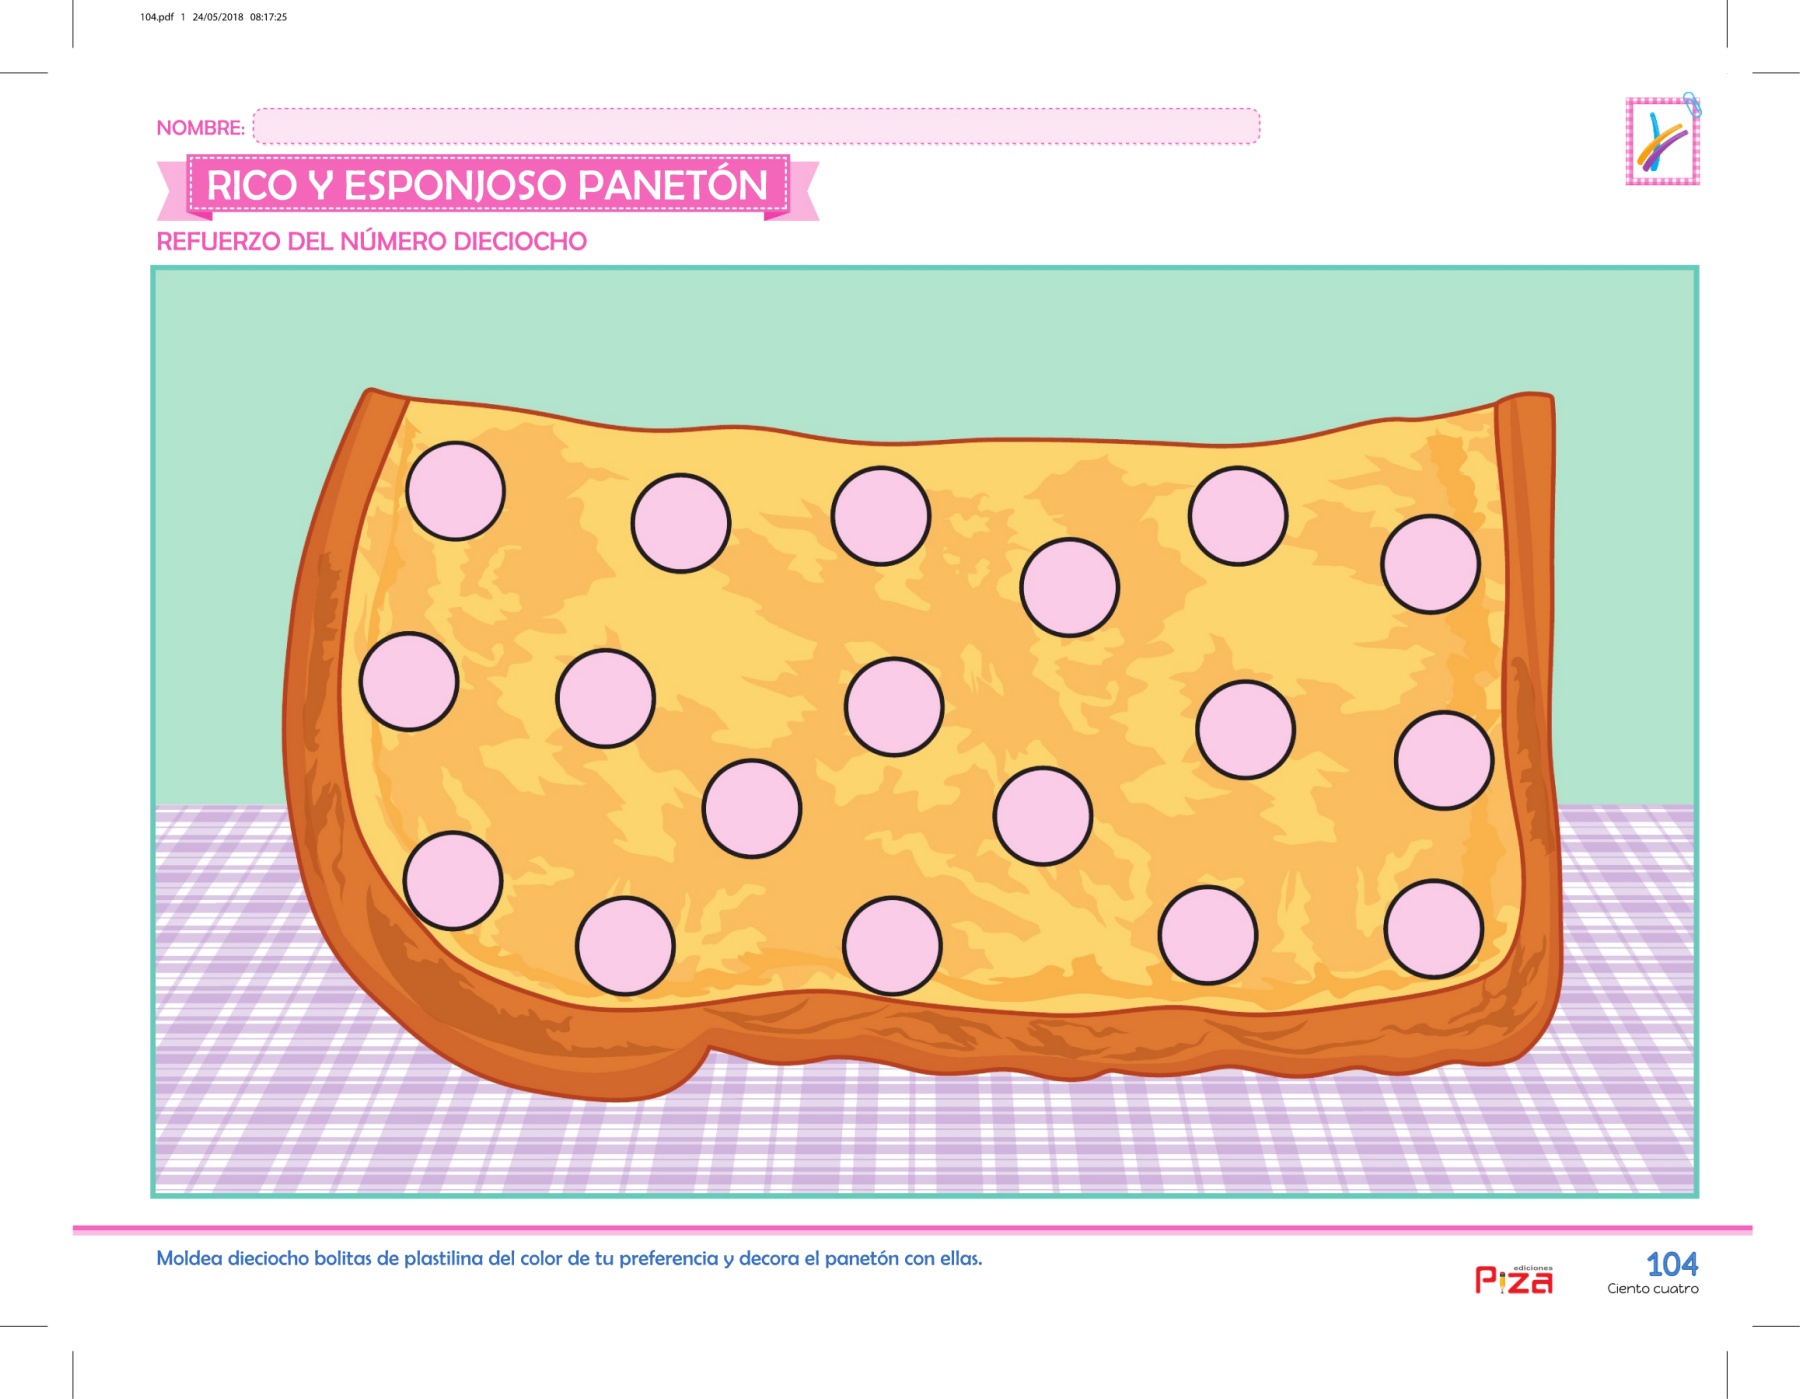 104.pdf 1 24/05/2018 08:17:25
NOMBRE:
RICO Y ESPONJOSO PANETÓN
REFUERZO DEL NÚMERO DIECIOCHO
Moldea dieciocho bolitas de plastilina del color de tu preferencia y decora el panetón con ellas.
ediciones
Piza
104
Ciento cuatro